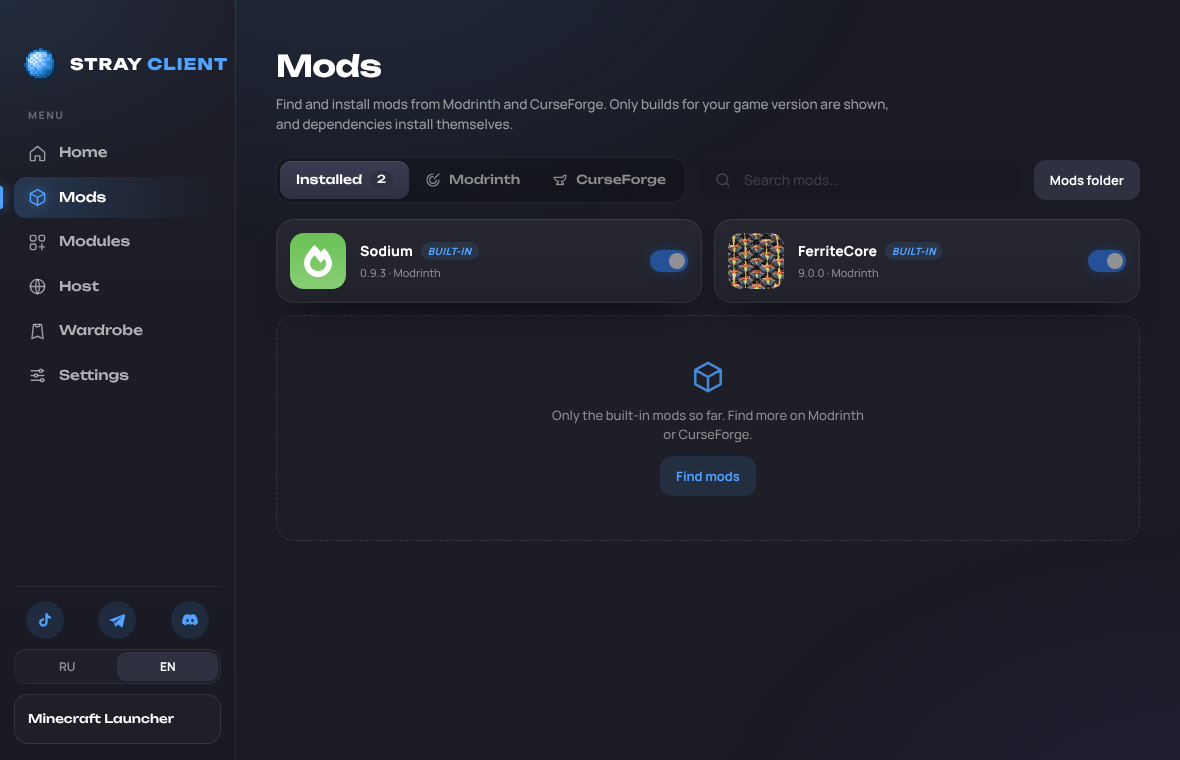 STRAY CLIENT
MENU
Home
Mods
Modules
Host
Wardrobe
Settings
RU
EN
Minecraft Launcher
Mods
Find and install mods from Modrinth and CurseForge. Only builds for your game version are shown,
and dependencies install themselves.
Installed 2
Modrinth
CurseForge
Search mods...
Mods folder
Sodium BUILT-IN
0.9.3 · Modrinth
FerriteCore BUILT-IN
9.0.0 · Modrinth
Only the built-in mods so far. Find more on Modrinth
or CurseForge.
Find mods